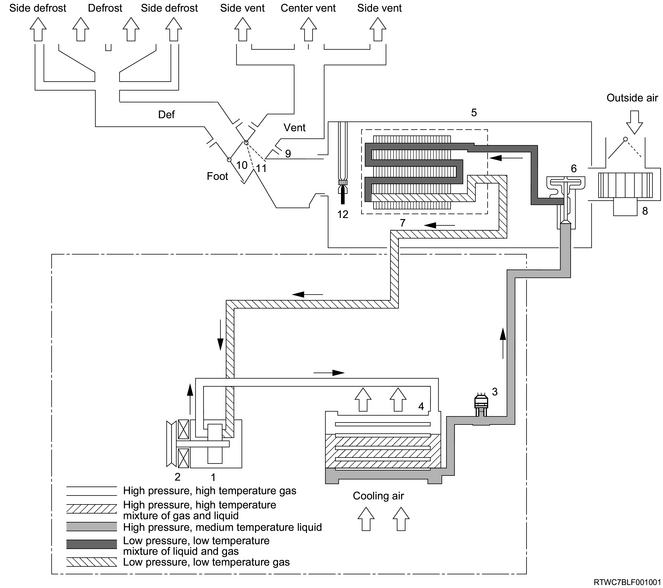 Side defrost Defrost Side defrost Side vent Center vent Side vent
Outside air
5
Def
Vent
6
9
10 11
Foot
12
8
7
3
4
2 1
Cooling air
High pressure, high temperature gas
High pressure, high temperature
mixture of gas and liquid
High pressure, medium temperature liquid
Low pressure, low temperature
mixture of liquid and gas
Low pressure, low temperature gas
RTWC7BLF001001